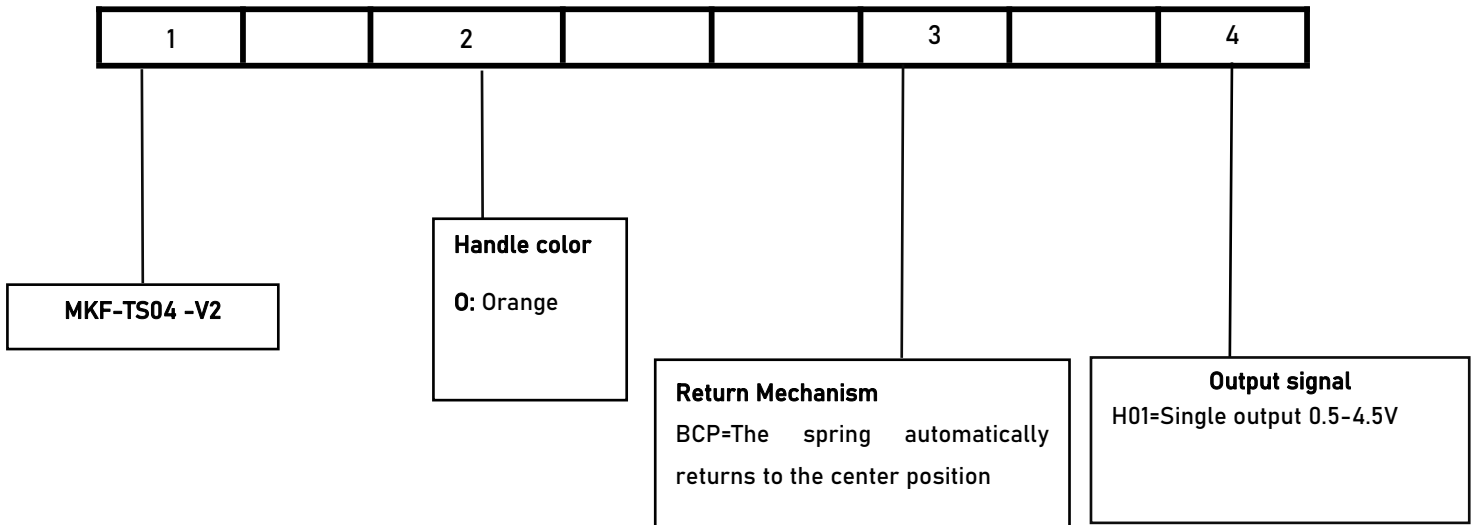 1 2 3 4
Handle color
O: Orange
MKF-TS04 -V2
Return Mechanism
BCP=The spring automatically
returns to the center position
Output signal
H01=Single output 0.5-4.5V